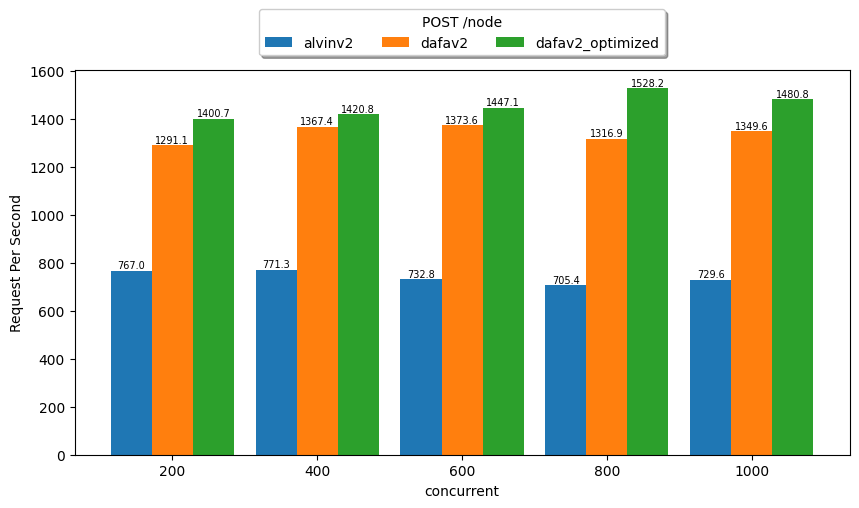 POST /node
alvinv2 dafav2 dafav2_optimized
Request Per Second
1600
1400
1200
1000
800
600
400
200
0
767.0 1291.1 1400.7
771.3 1367.4 1420.8
732.8 1373.6 1447.1
705.4 1316.9 1528.2
729.6 1349.6 1480.8
200 400 600 800 1000
concurrent